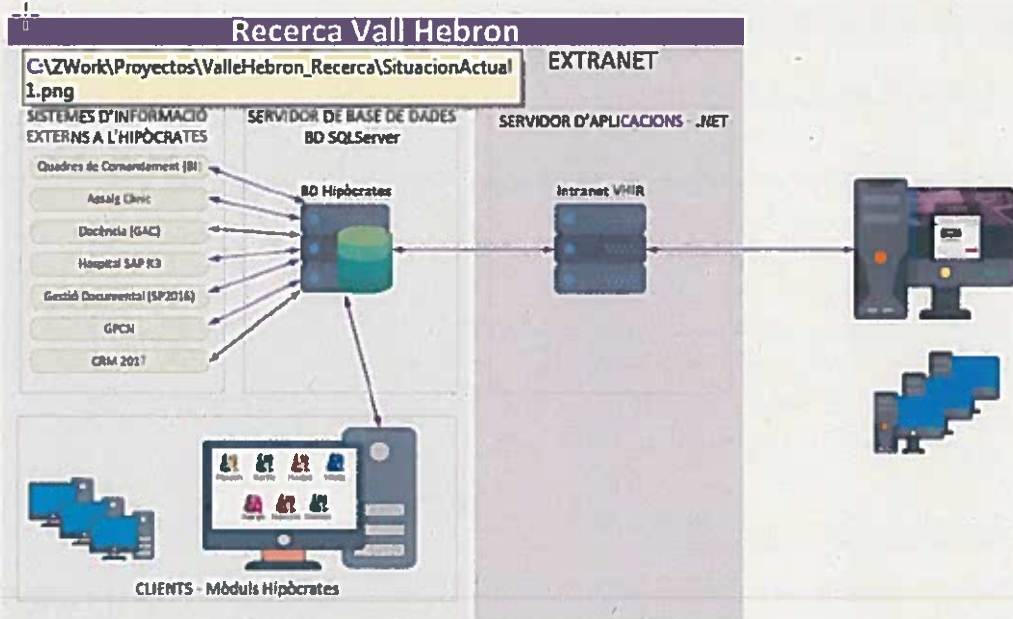 Recerca Vall Hebron
C:\ZWork\Proyectos\ValleHebron_Recerca\SituacionActual
1.png
EXTRANET
SISTEMES D'INFORMACIÓ
EXTERNS A L'HIPÒCRATES
SERVIDOR DE BASE DE DADES
BD SQLServer
SERVIDOR D'APLICACIONS - .NET
Quadres de Comandament (BI)
Assaig Clínic
Docència (GAC)
Hospital SAP R3
Gestió Documental (SP2016)
GPCN
CRM 2017
BD Hipòcrates
Intranet VHIR
CLIENTS - Mòduls Hipòcrates